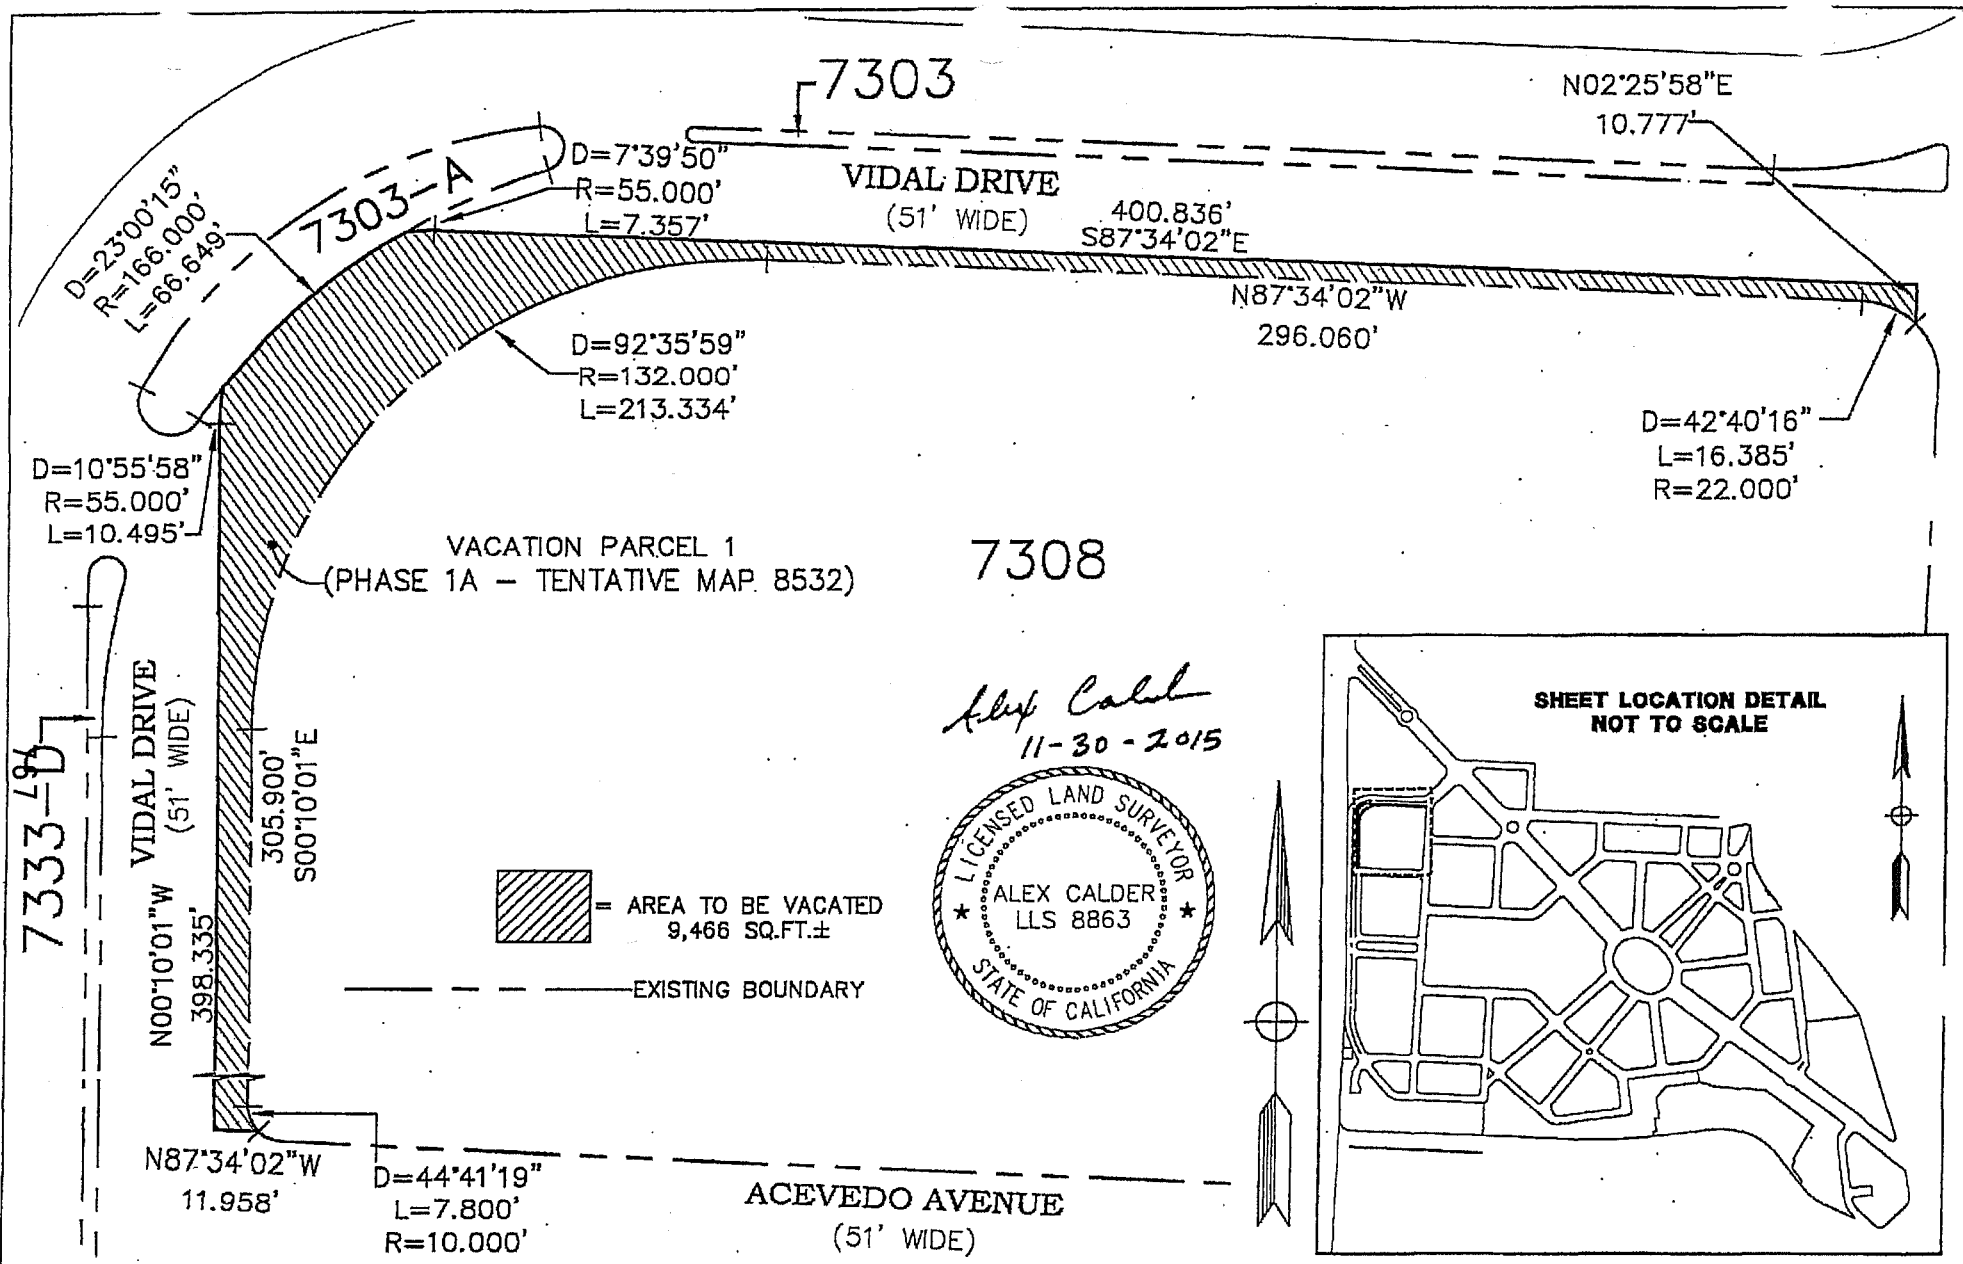 7303
N02°25'58"E
10.777'
D=7°39'50"
R=55.000'
L=7.357'
VIDAL DRIVE
(51' WIDE)
400.836'
S87°34'02"E
7303-A
D=23°00'15"
R=166.000'
L=66.649'
N87°34'02"W
296.060'
D=92°35'59"
R=132.000'
L=213.334'
D=42°40'16"
L=16.385'
R=22.000'
D=10°55'58"
R=55.000'
L=10.495'
VACATION PARCEL 1
(PHASE 1A – TENTATIVE MAP. 8532)
7308
7333-D
494
VIDAL DRIVE
(51' WIDE)
305.900'
S00°10'01"E
N00°10'01"W
398.335'
Alex Calder
11-30-2015
LICENSED LAND SURVEYOR
ALEX CALDER
LLS 8863
STATE OF CALIFORNIA
= AREA TO BE VACATED
9,466 SQ.FT.±
EXISTING BOUNDARY
SHEET LOCATION DETAIL
NOT TO SCALE
N87°34'02"W
11.958'
D=44°41'19"
L=7.800'
R=10.000'
ACEVEDO AVENUE
(51' WIDE)